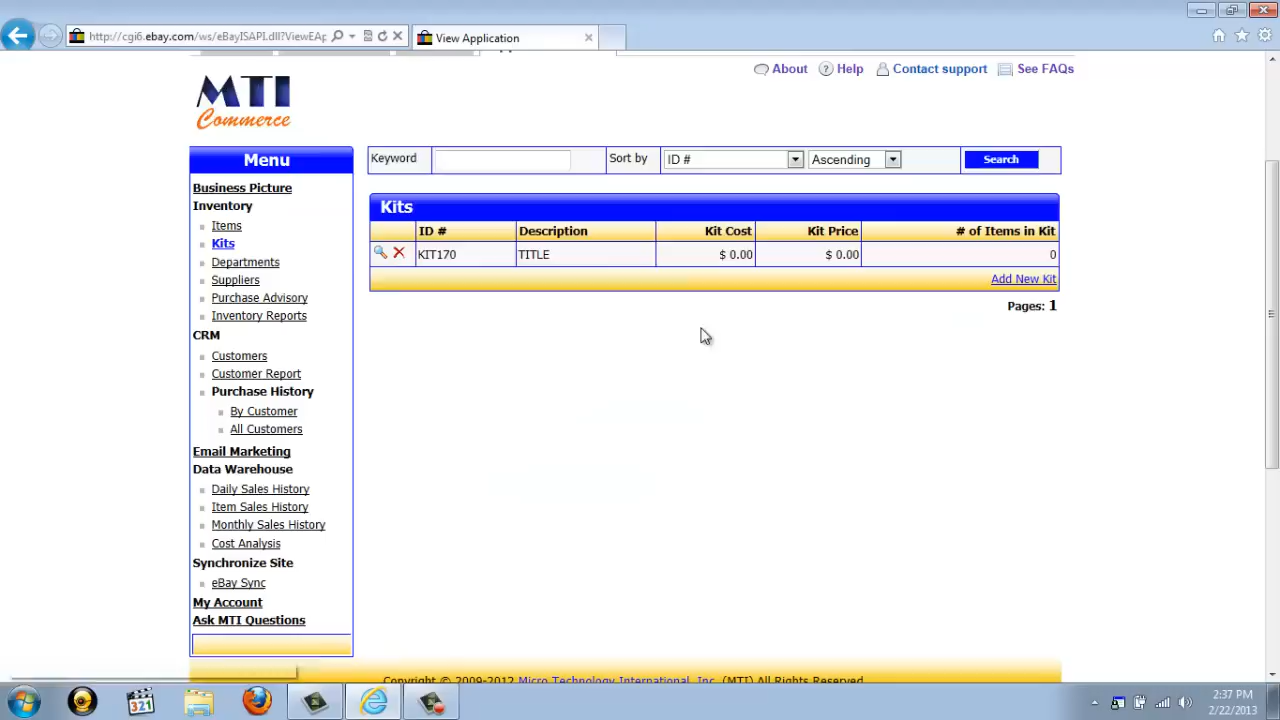 http://cgi6.ebay.com/ws/eBayISAPI.dll?ViewEAp
View Application
About Help Contact support See FAQs
MTI
Commerce
Menu
Keyword Sort by ID # Ascending Search
Business Picture
Inventory
Items
Kits
Departments
Suppliers
Purchase Advisory
Inventory Reports
CRM
Customers
Customer Report
Purchase History
By Customer
All Customers
Email Marketing
Data Warehouse
Daily Sales History
Item Sales History
Monthly Sales History
Cost Analysis
Synchronize Site
eBay Sync
My Account
Ask MTI Questions
Kits
ID # Description Kit Cost Kit Price # of Items in Kit
KIT170 TITLE $ 0.00 $ 0.00 0
Add New Kit
Pages: 1
Copyright © 2009-2012 Micro Technology International, Inc. (MTI) All Rights Reserved
321
2:37 PM
2/22/2013